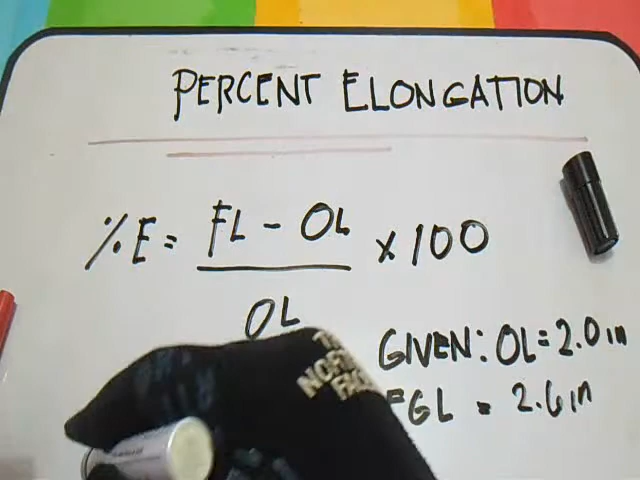 PERCENT ELONGATION
%E = FL - OL x 100
OL
GIVEN: OL = 2.0 in
FGL = 2.6 in
THE
NORTH
FACE